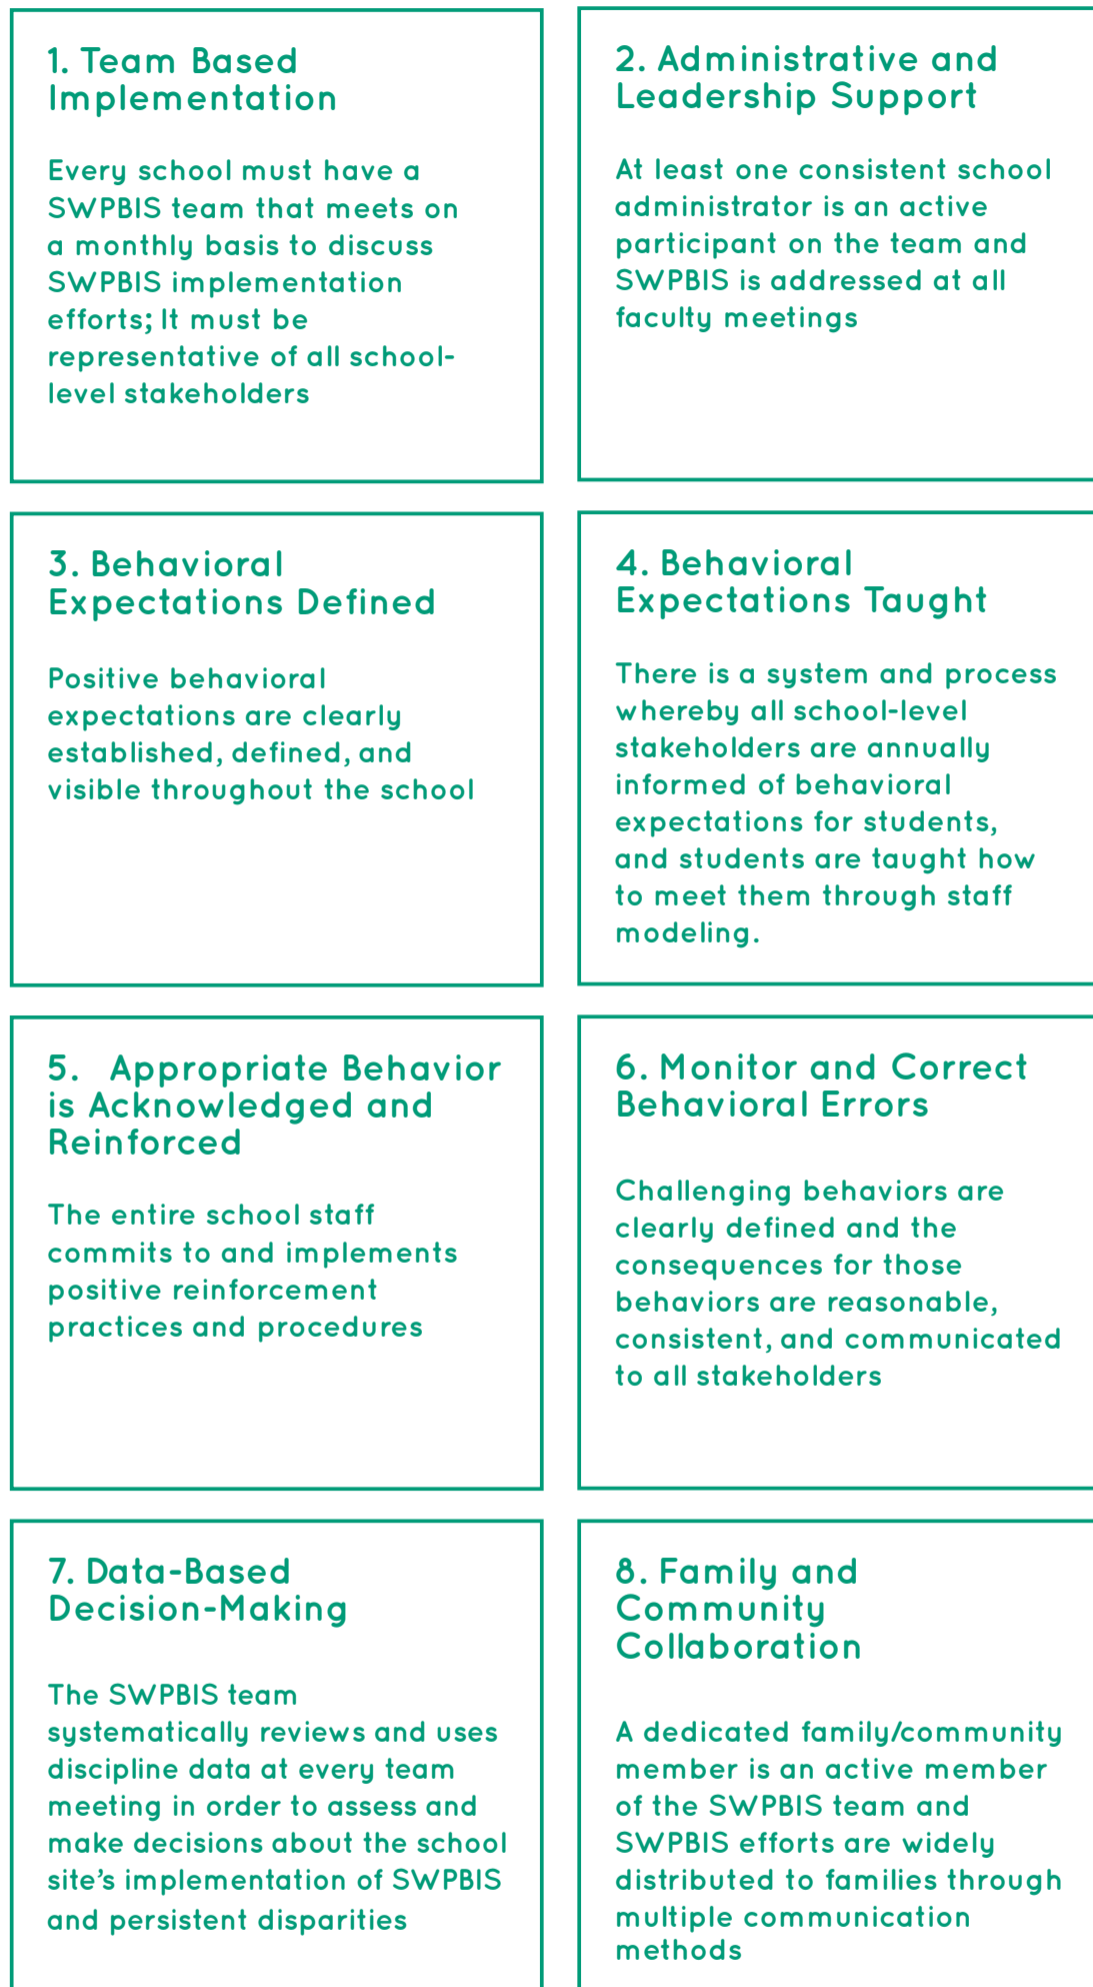 1. Team Based
Implementation
Every school must have a
SWPBIS team that meets on
a monthly basis to discuss
SWPBIS implementation
efforts; It must be
representative of all school-
level stakeholders
2. Administrative and
Leadership Support
At least one consistent school
administrator is an active
participant on the team and
SWPBIS is addressed at all
faculty meetings
3. Behavioral
Expectations Defined
Positive behavioral
expectations are clearly
established, defined, and
visible throughout the school
4. Behavioral
Expectations Taught
There is a system and process
whereby all school-level
stakeholders are annually
informed of behavioral
expectations for students,
and students are taught how
to meet them through staff
modeling.
5. Appropriate Behavior
is Acknowledged and
Reinforced
The entire school staff
commits to and implements
positive reinforcement
practices and procedures
6. Monitor and Correct
Behavioral Errors
Challenging behaviors are
clearly defined and the
consequences for those
behaviors are reasonable,
consistent, and communicated
to all stakeholders
7. Data-Based
Decision-Making
The SWPBIS team
systematically reviews and uses
discipline data at every team
meeting in order to assess and
make decisions about the school
site’s implementation of SWPBIS
and persistent disparities
8. Family and
Community
Collaboration
A dedicated family/community
member is an active member
of the SWPBIS team and
SWPBIS efforts are widely
distributed to families through
multiple communication
methods